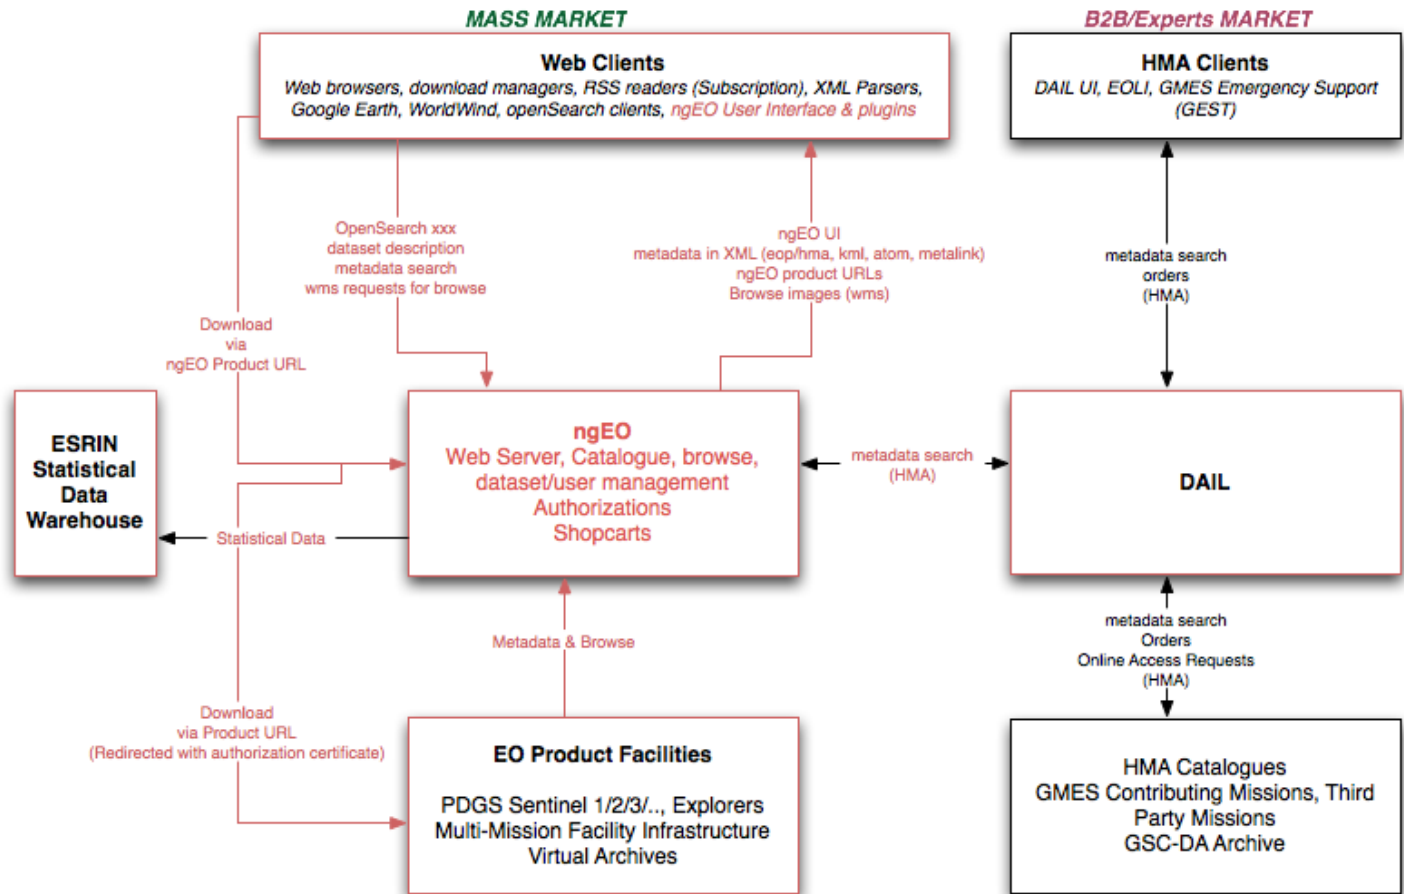 MASS MARKET
B2B/Experts MARKET
Web Clients
Web browsers, download managers, RSS readers (Subscription), XML Parsers,
Google Earth, WorldWind, openSearch clients, ngEO User Interface & plugins
HMA Clients
DAIL UI, EOLI, GMES Emergency Support
(GEST)
OpenSearch xxx
dataset description
metadata search
wms requests for browse
ngEO UI
metadata in XML (eop/hma, kml, atom, metalink)
ngEO product URLs
Browse images (wms)
metadata search
orders
(HMA)
Download
via
ngEO Product URL
ESRIN
Statistical
Data
Warehouse
ngEO
Web Server, Catalogue, browse,
dataset/user management
Authorizations
Shopcarts
metadata search
(HMA)
DAIL
Statistical Data
Metadata & Browse
metadata search
Orders
Online Access Requests
(HMA)
Download
via Product URL
(Redirected with authorization certificate)
EO Product Facilities
PDGS Sentinel 1/2/3/.., Explorers
Multi-Mission Facility Infrastructure
Virtual Archives
HMA Catalogues
GMES Contributing Missions, Third
Party Missions
GSC-DA Archive